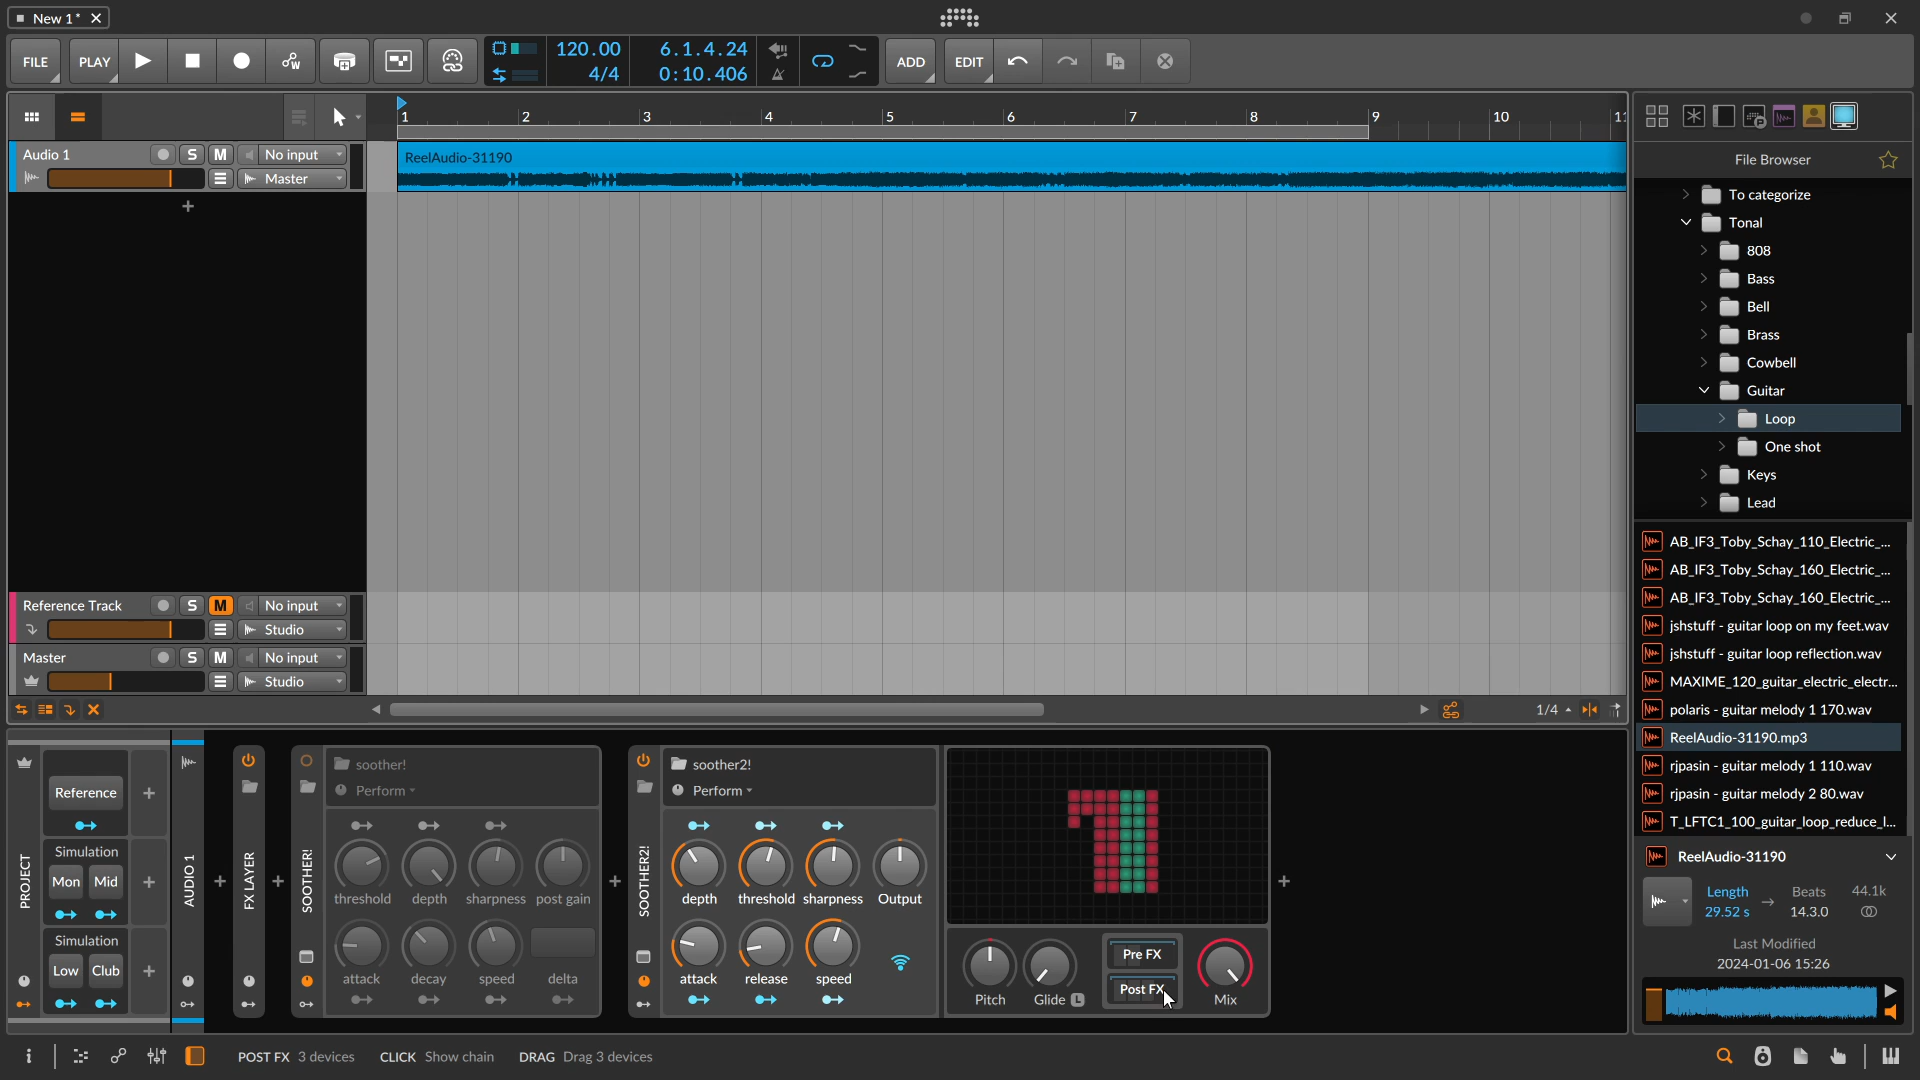 New 1*
FILE
PLAY
120.00
4/4
6.1.4.24
0:10.406
ADD
EDIT
1 2 3 4 5 6 7 8 9 10
Audio 1 S M No input
Master
ReelAudio-31190
Reference Track S M No input
Studio
Master S M No input
Studio
1/4
File Browser
To categorize
Tonal
808
Bass
Bell
Brass
Cowbell
Guitar
Loop
One shot
Keys
Lead
AB_IF3_Toby_Schay_110_Electric_...
AB_IF3_Toby_Schay_160_Electric_...
AB_IF3_Toby_Schay_160_Electric_...
jshstuff - guitar loop on my feet.wav
jshstuff - guitar loop reflection.wav
MAXIME_120_guitar_electric_electr...
polaris - guitar melody 1 170.wav
ReelAudio-31190.mp3
rjpasin - guitar melody 1 110.wav
rjpasin - guitar melody 2 80.wav
T_LFTC1_100_guitar_loop_reduce_l...
ReelAudio-31190
Length Beats 44.1k
29.52 s 14.3.0
Last Modified
2024-01-06 15:26
PROJECT
Reference
Simulation
Mon Mid
Simulation
Low Club
AUDIO 1
FX LAYER
SOOTHER!
soother!
Perform
threshold depth sharpness post gain
attack decay speed delta
SOOTHER2!
soother2!
Perform
depth threshold sharpness Output
attack release speed
Pitch Glide L
Pre FX
Post FX
Mix
POST FX 3 devices CLICK Show chain DRAG Drag 3 devices